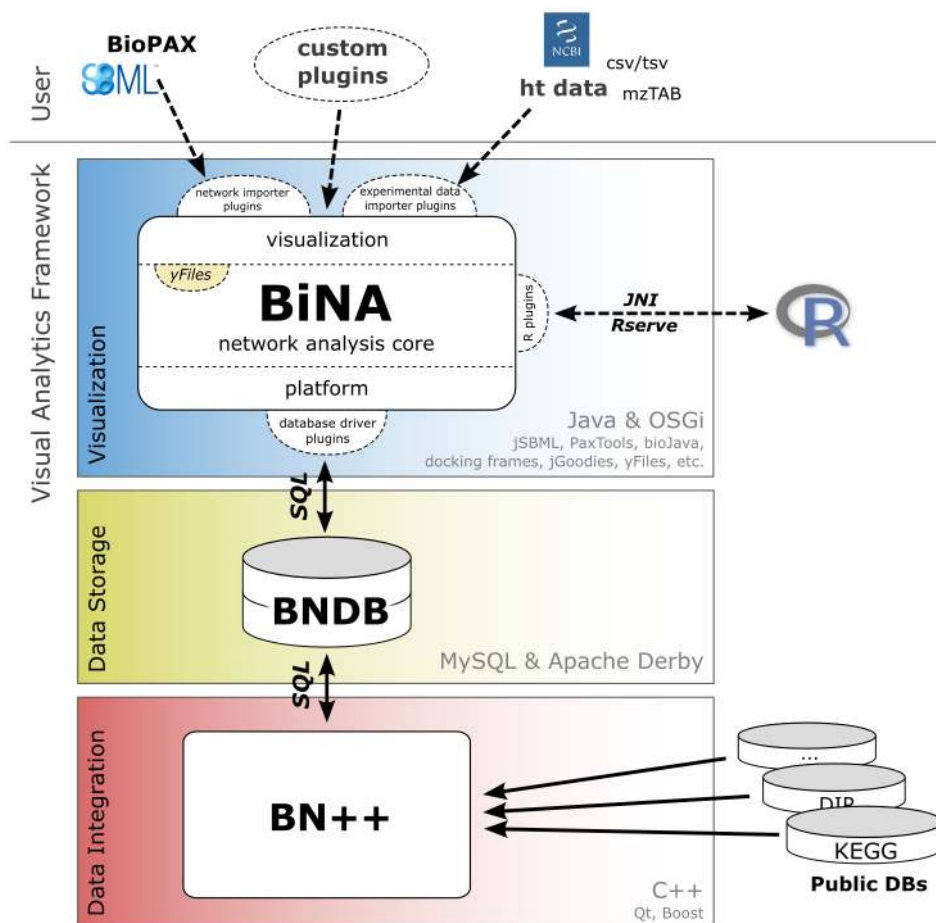 User
BioPAX
SBML
custom
plugins
NCBI
csv/tsv
ht data
mzTAB
Visual Analytics Framework
Visualization
network importer
plugins
experimental data
importer plugins
visualization
yFiles
BiNA
network analysis core
platform
R plugins
JNI
Rserve
R
database driver
plugins
Java & OSGi
jSBML, PaxTools, bioJava,
docking frames, jGoodies, yFiles, etc.
SQL
Data Storage
BNDB
MySQL & Apache Derby
SQL
Data Integration
BN++
C++
Qt, Boost
...
DIP
KEGG
Public DBs